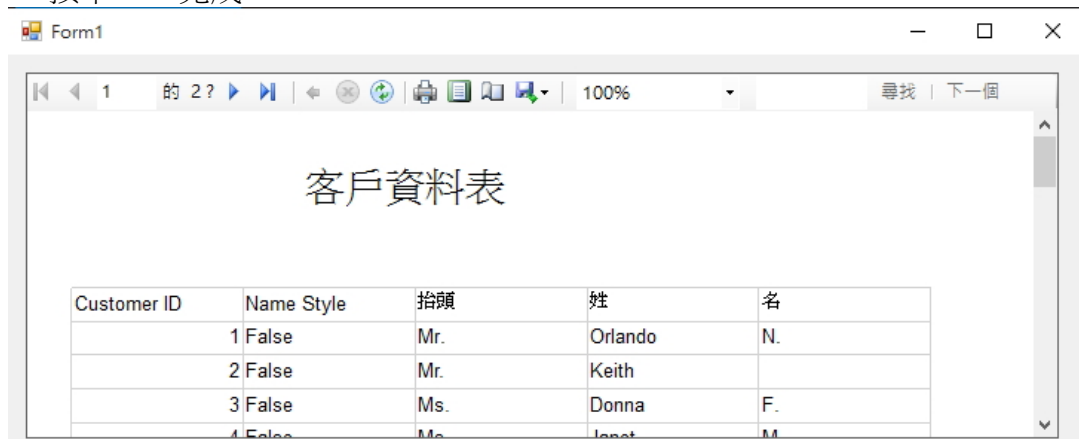 Form1
1 的 2? 100% 尋找 | 下一個
客戶資料表
Customer ID Name Style 抬頭 姓 名
1 False Mr. Orlando N.
2 False Mr. Keith
3 False Ms. Donna F.